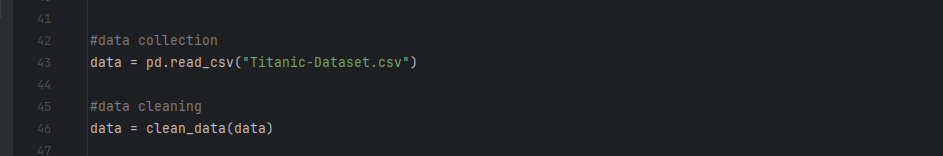 41
42 #data collection
43 data = pd.read_csv("Titanic-Dataset.csv")
44
45 #data cleaning
46 data = clean_data(data)
47